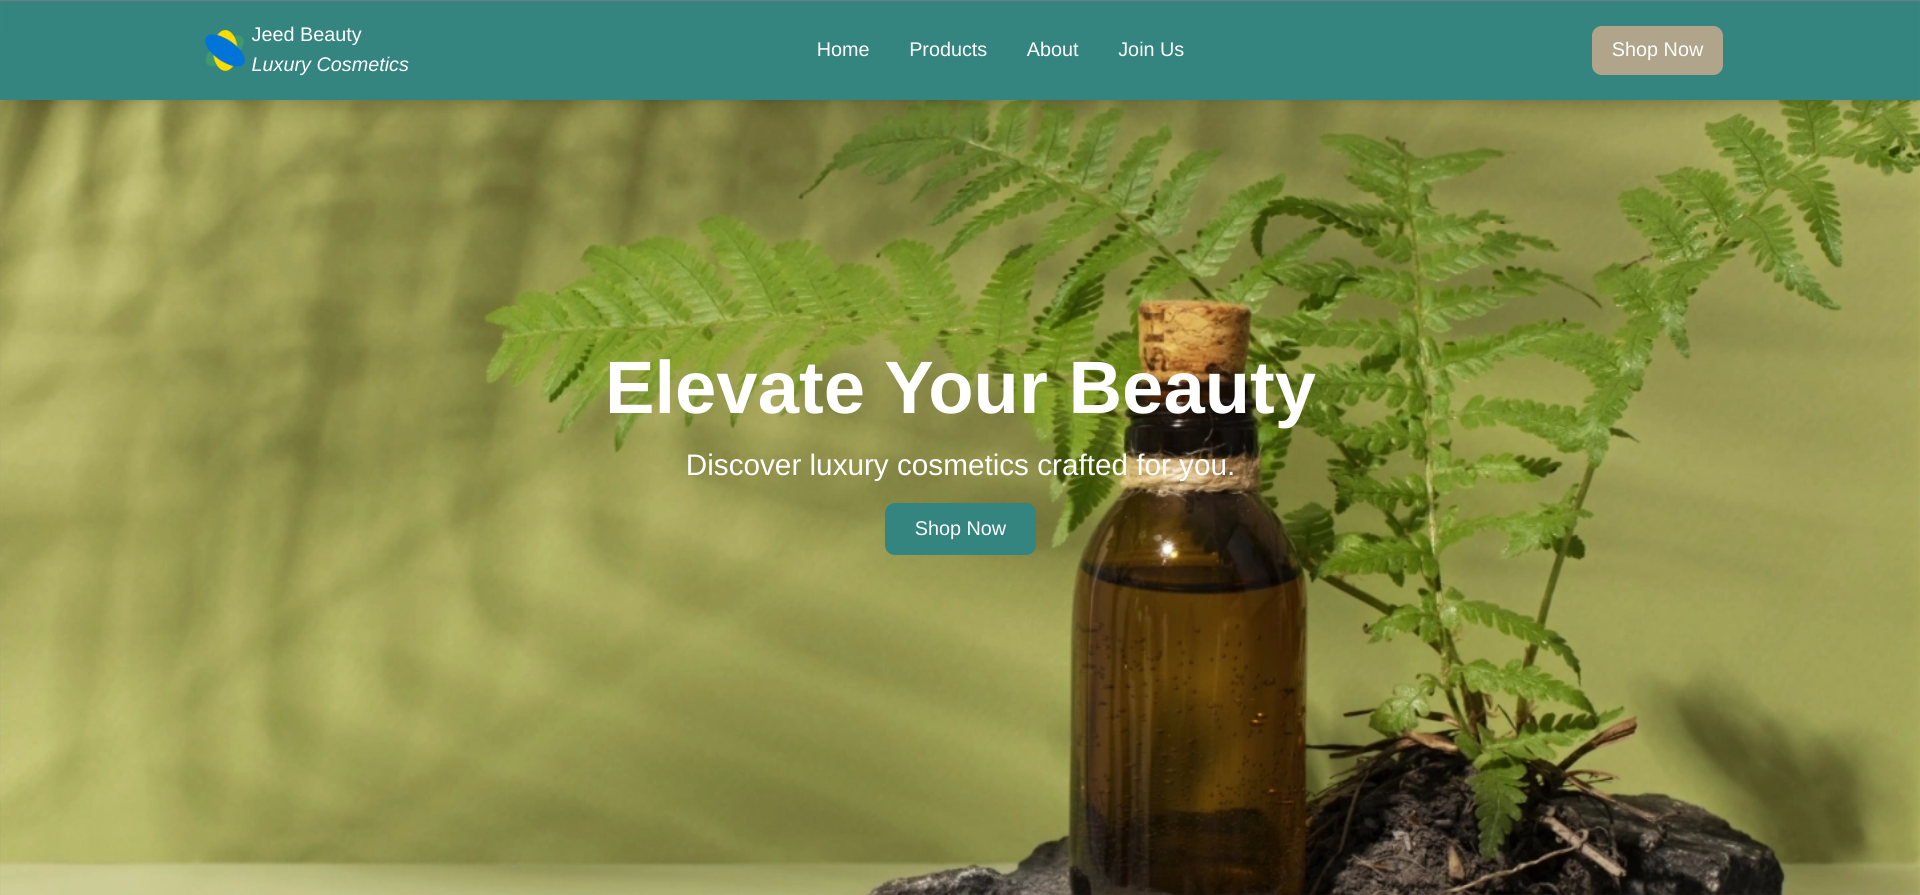 Jeed Beauty
Luxury Cosmetics
Home Products About Join Us
Shop Now
Elevate Your Beauty
Discover luxury cosmetics crafted for you.
Shop Now